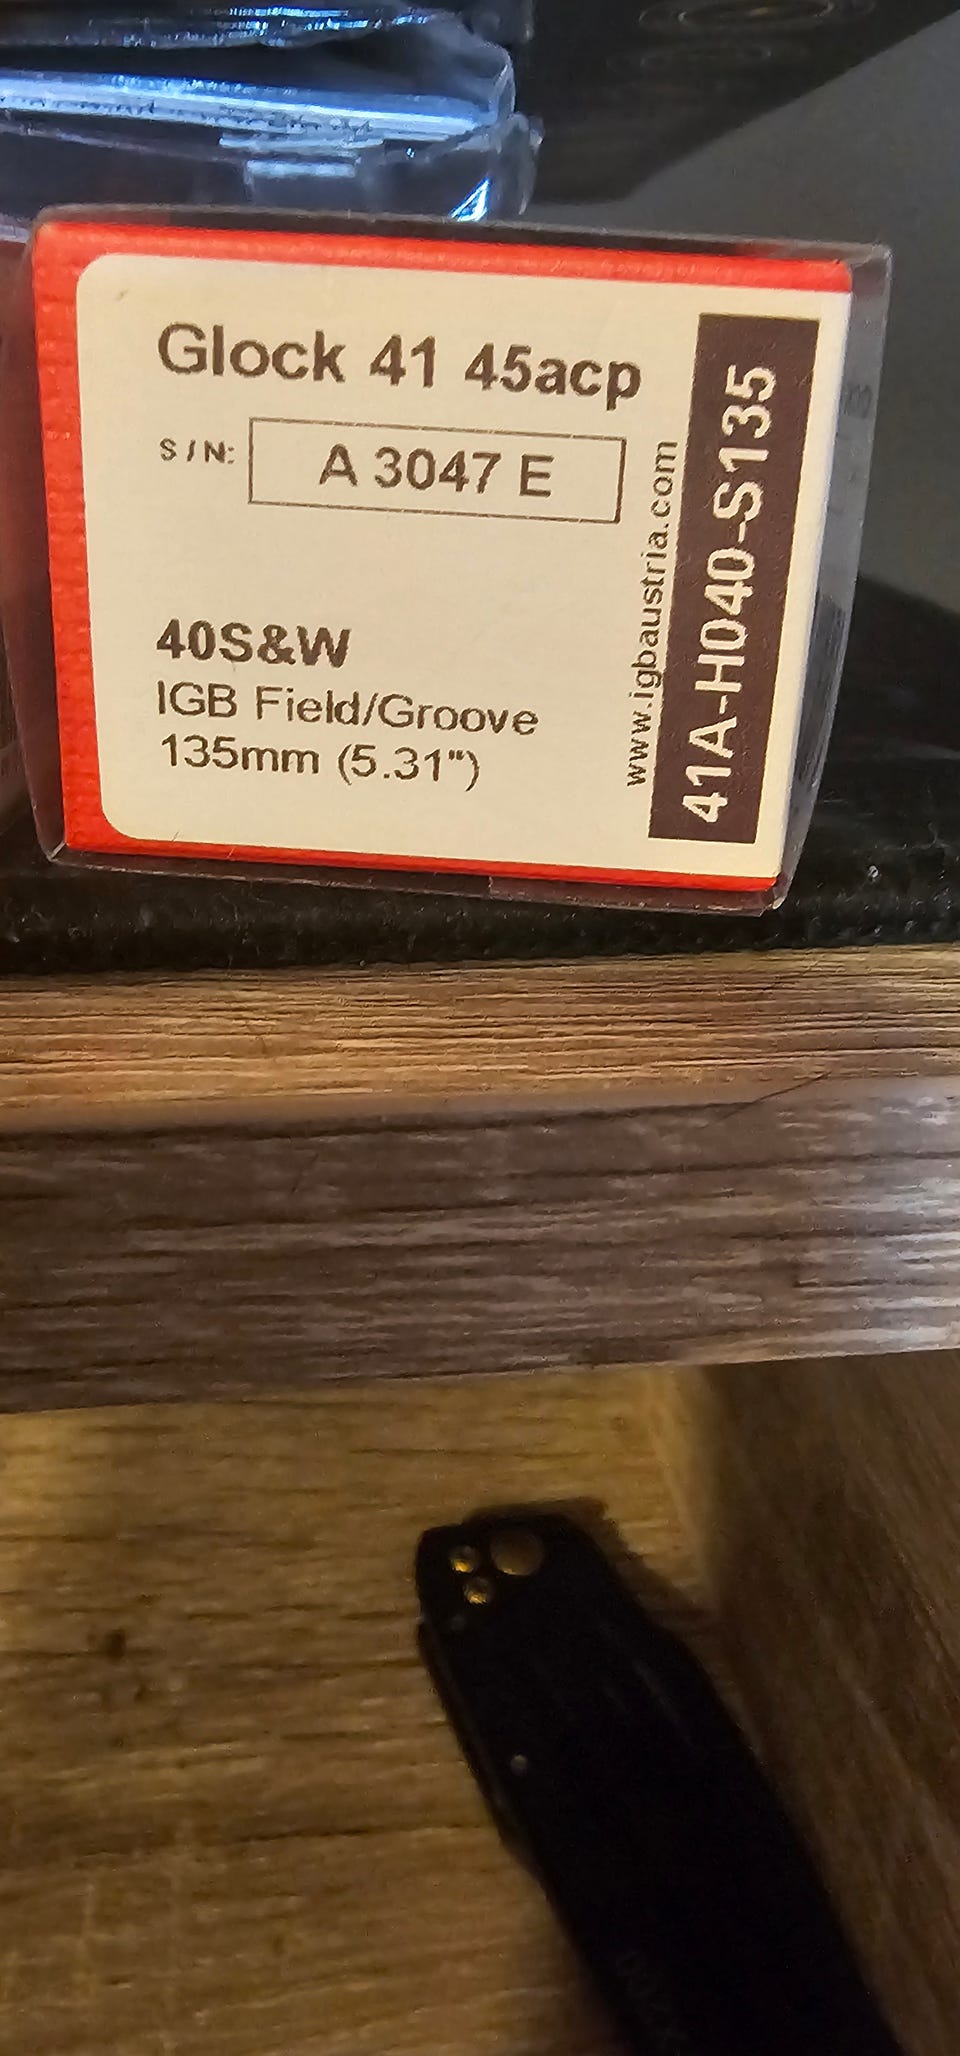 Glock 41 45acp
S/N: A 3047 E
40S&W
IGB Field/Groove
135mm (5.31")
www.igbaustria.com
41A-H040-S135